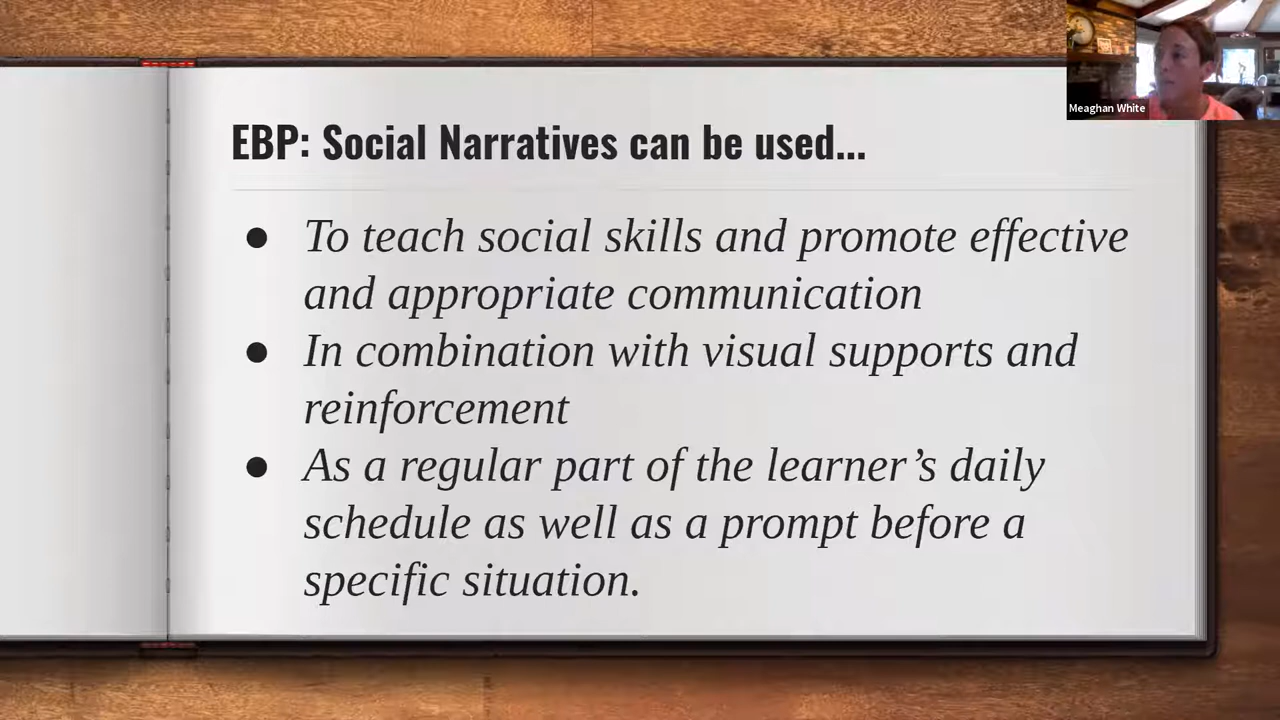 Meaghan White
EBP: Social Narratives can be used...
● To teach social skills and promote effective
and appropriate communication
● In combination with visual supports and
reinforcement
● As a regular part of the learner’s daily
schedule as well as a prompt before a
specific situation.